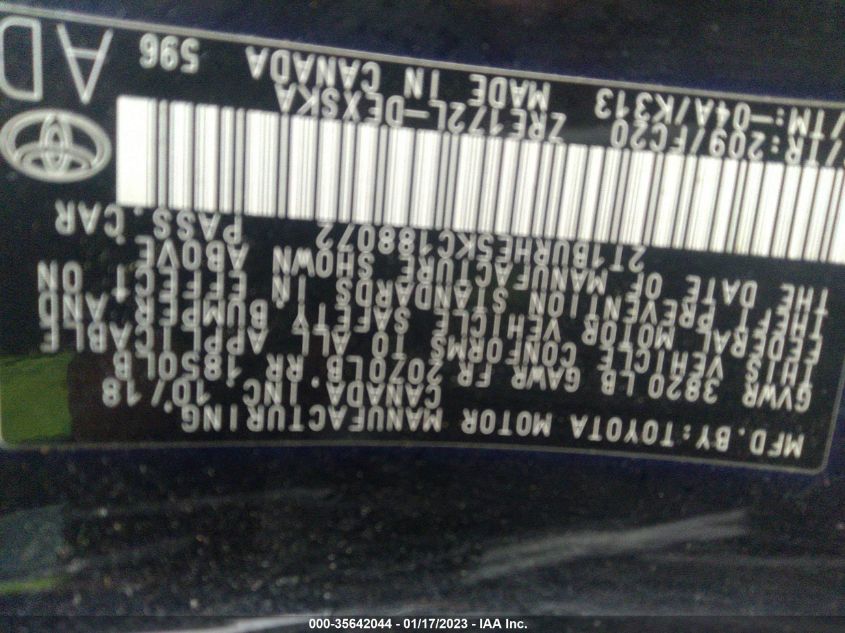 MFD. BY: TOYOTA MOTOR MANUFACTURING
CANADA INC. 10/18
GVWR 3820 LB GAWR FR 2070LB. RR 1850LB
THIS VEHICLE CONFORMS TO ALL APPLICABLE
FEDERAL MOTOR VEHICLE SAFETY BUMPER, AND
THEFT PREVENTION STANDARDS IN EFFECT ON
THE DATE OF MANUFACTURE SHOWN ABOVE
2T1BURHE5KC188072 PASS. CAR
/TR:209/FC20 ZRE172L-DEXSKA
/TM:-04A/K313 MADE IN CANADA 596
AD
000-35642044 - 01/17/2023 - IAA Inc.